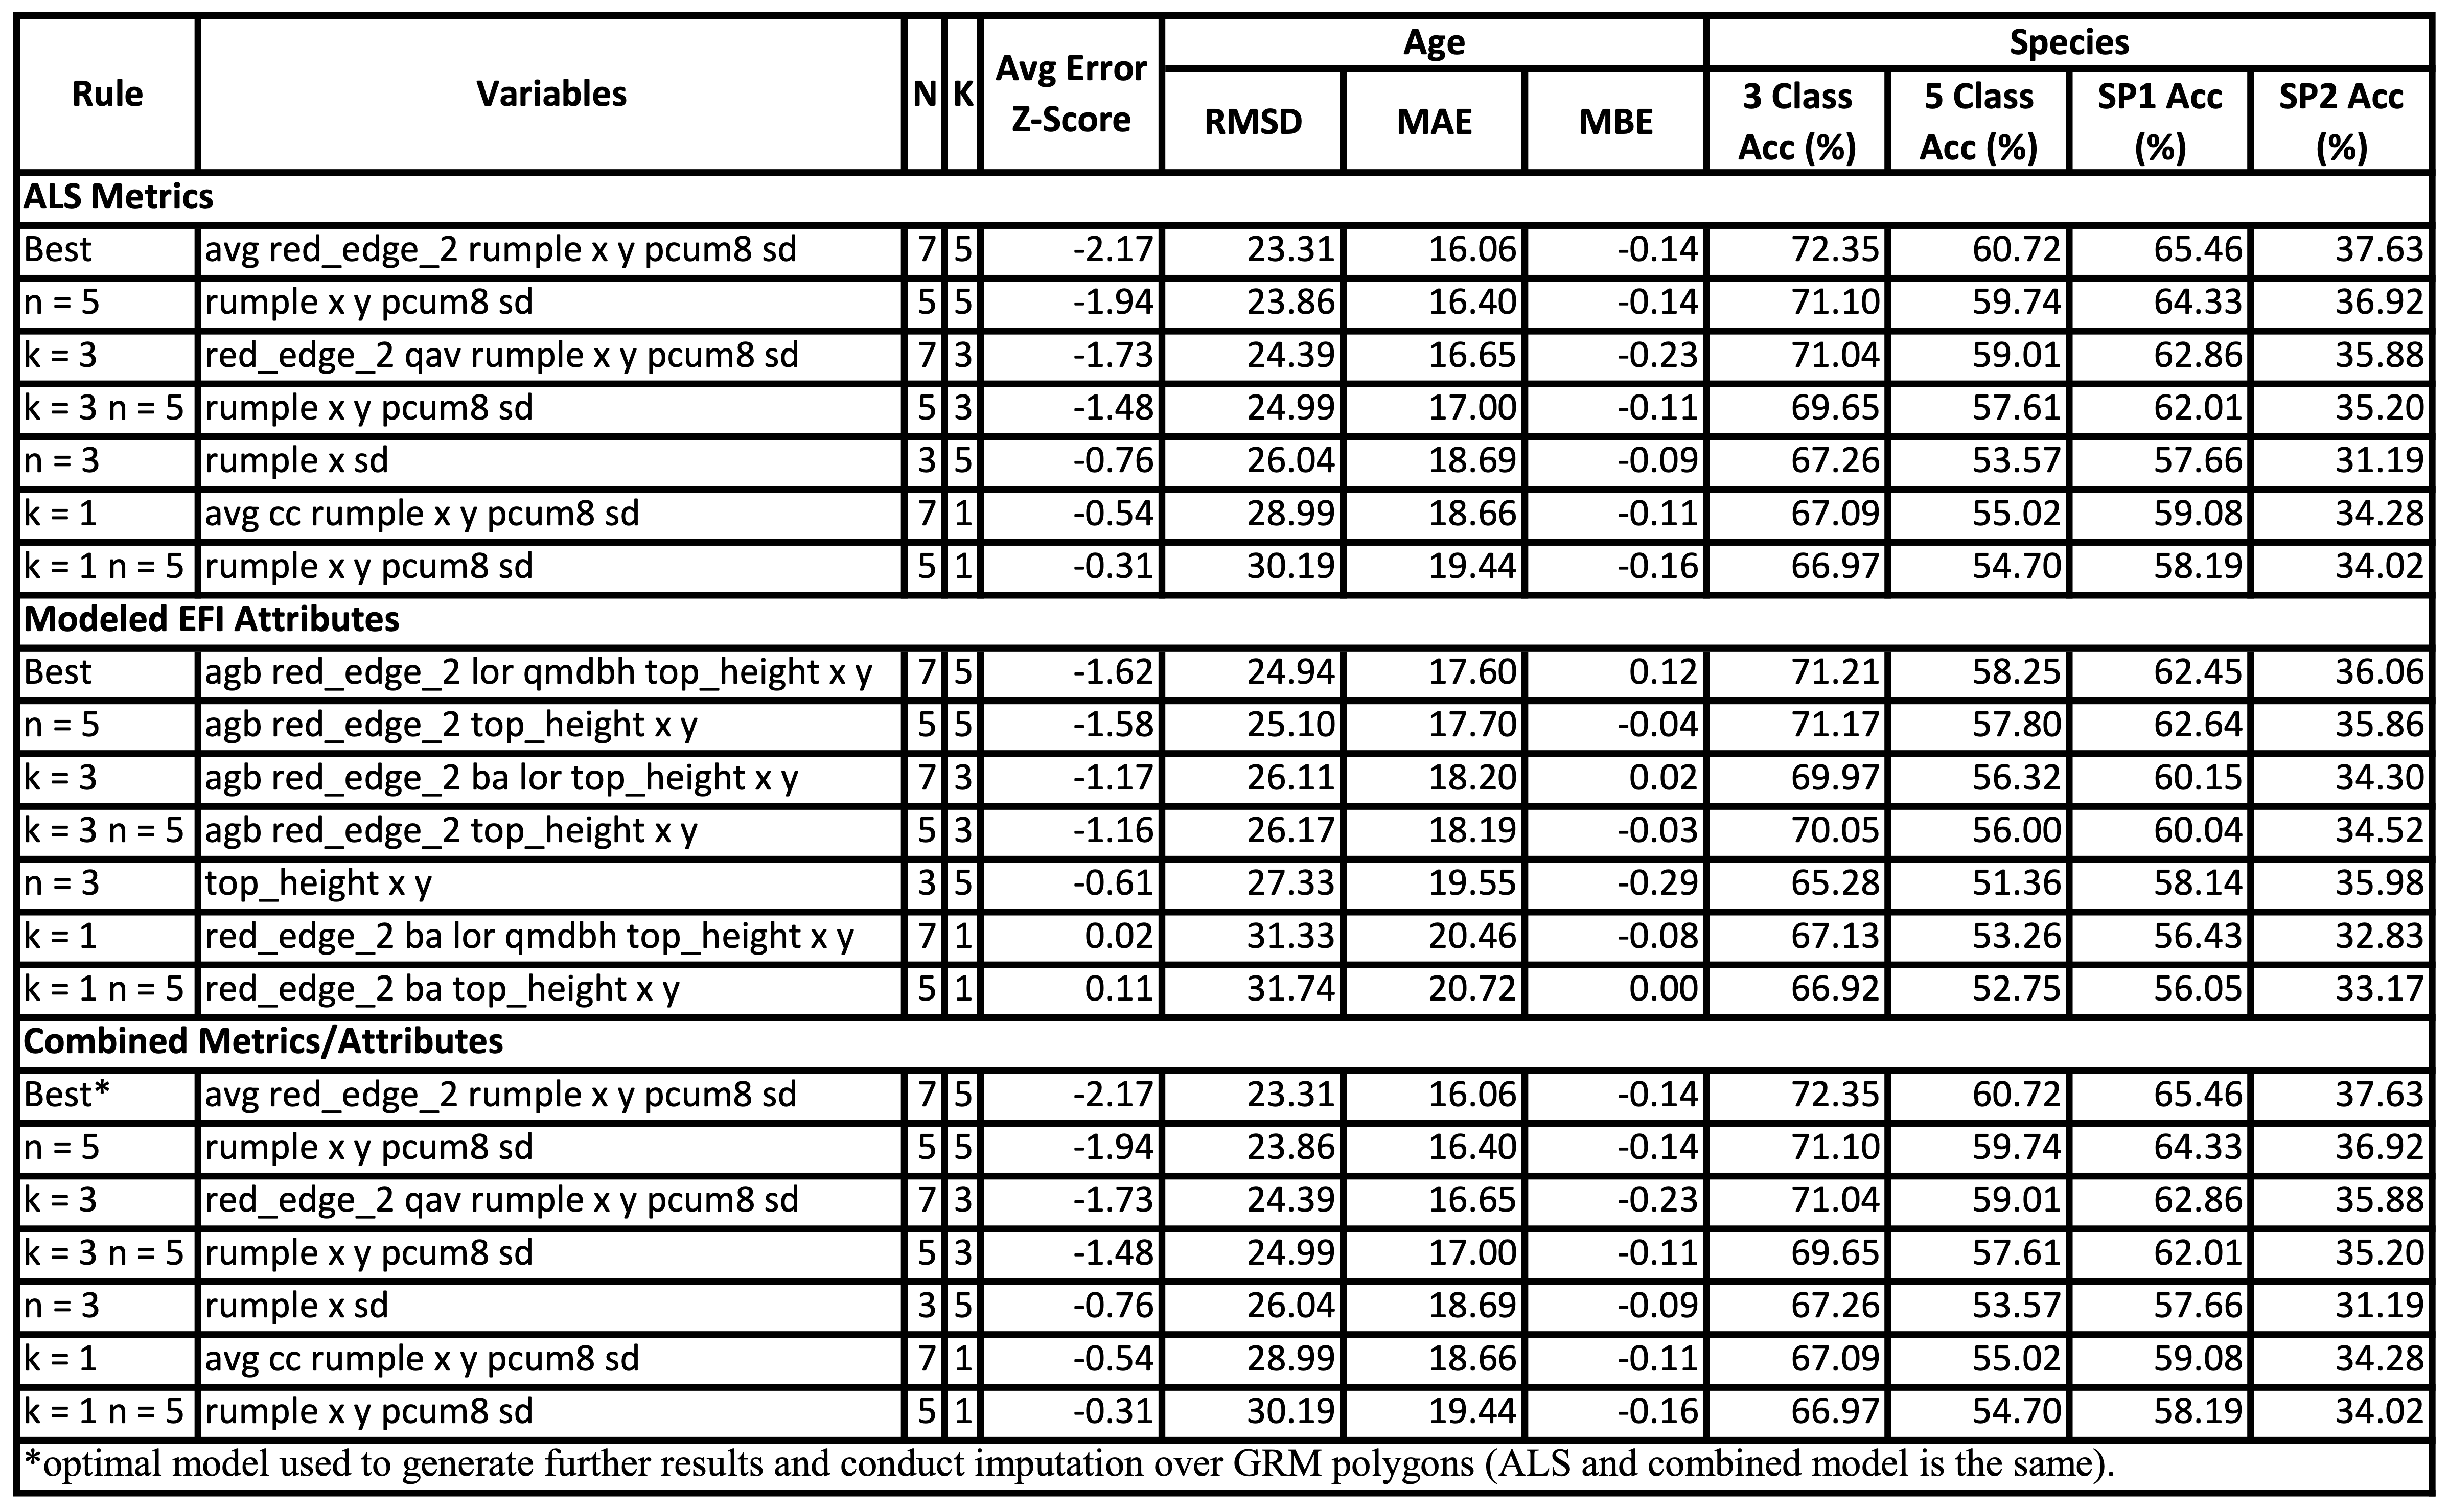 Rule Variables N K Avg Error Z-Score Age Species
RMSD MAE MBE 3 Class Acc (%) 5 Class Acc (%) SP1 Acc (%) SP2 Acc (%)
ALS Metrics
Best avg red_edge_2 rumple x y pcum8 sd 7 5 -2.17 23.31 16.06 -0.14 72.35 60.72 65.46 37.63
n = 5 rumple x y pcum8 sd 5 5 -1.94 23.86 16.40 -0.14 71.10 59.74 64.33 36.92
k = 3 red_edge_2 qav rumple x y pcum8 sd 7 3 -1.73 24.39 16.65 -0.23 71.04 59.01 62.86 35.88
k = 3 n = 5 rumple x y pcum8 sd 5 3 -1.48 24.99 17.00 -0.11 69.65 57.61 62.01 35.20
n = 3 rumple x sd 3 5 -0.76 26.04 18.69 -0.09 67.26 53.57 57.66 31.19
k = 1 avg cc rumple x y pcum8 sd 7 1 -0.54 28.99 18.66 -0.11 67.09 55.02 59.08 34.28
k = 1 n = 5 rumple x y pcum8 sd 5 1 -0.31 30.19 19.44 -0.16 66.97 54.70 58.19 34.02
Modeled EFI Attributes
Best agb red_edge_2 lor qmdbh top_height x y 7 5 -1.62 24.94 17.60 0.12 71.21 58.25 62.45 36.06
n = 5 agb red_edge_2 top_height x y 5 5 -1.58 25.10 17.70 -0.04 71.17 57.80 62.64 35.86
k = 3 agb red_edge_2 ba lor top_height x y 7 3 -1.17 26.11 18.20 0.02 69.97 56.32 60.15 34.30
k = 3 n = 5 agb red_edge_2 top_height x y 5 3 -1.16 26.17 18.19 -0.03 70.05 56.00 60.04 34.52
n = 3 top_height x y 3 5 -0.61 27.33 19.55 -0.29 65.28 51.36 58.14 35.98
k = 1 red_edge_2 ba lor qmdbh top_height x y 7 1 0.02 31.33 20.46 -0.08 67.13 53.26 56.43 32.83
k = 1 n = 5 red_edge_2 ba top_height x y 5 1 0.11 31.74 20.72 0.00 66.92 52.75 56.05 33.17
Combined Metrics/Attributes
Best* avg red_edge_2 rumple x y pcum8 sd 7 5 -2.17 23.31 16.06 -0.14 72.35 60.72 65.46 37.63
n = 5 rumple x y pcum8 sd 5 5 -1.94 23.86 16.40 -0.14 71.10 59.74 64.33 36.92
k = 3 red_edge_2 qav rumple x y pcum8 sd 7 3 -1.73 24.39 16.65 -0.23 71.04 59.01 62.86 35.88
k = 3 n = 5 rumple x y pcum8 sd 5 3 -1.48 24.99 17.00 -0.11 69.65 57.61 62.01 35.20
n = 3 rumple x sd 3 5 -0.76 26.04 18.69 -0.09 67.26 53.57 57.66 31.19
k = 1 avg cc rumple x y pcum8 sd 7 1 -0.54 28.99 18.66 -0.11 67.09 55.02 59.08 34.28
k = 1 n = 5 rumple x y pcum8 sd 5 1 -0.31 30.19 19.44 -0.16 66.97 54.70 58.19 34.02
*optimal model used to generate further results and conduct imputation over GRM polygons (ALS and combined model is the same).